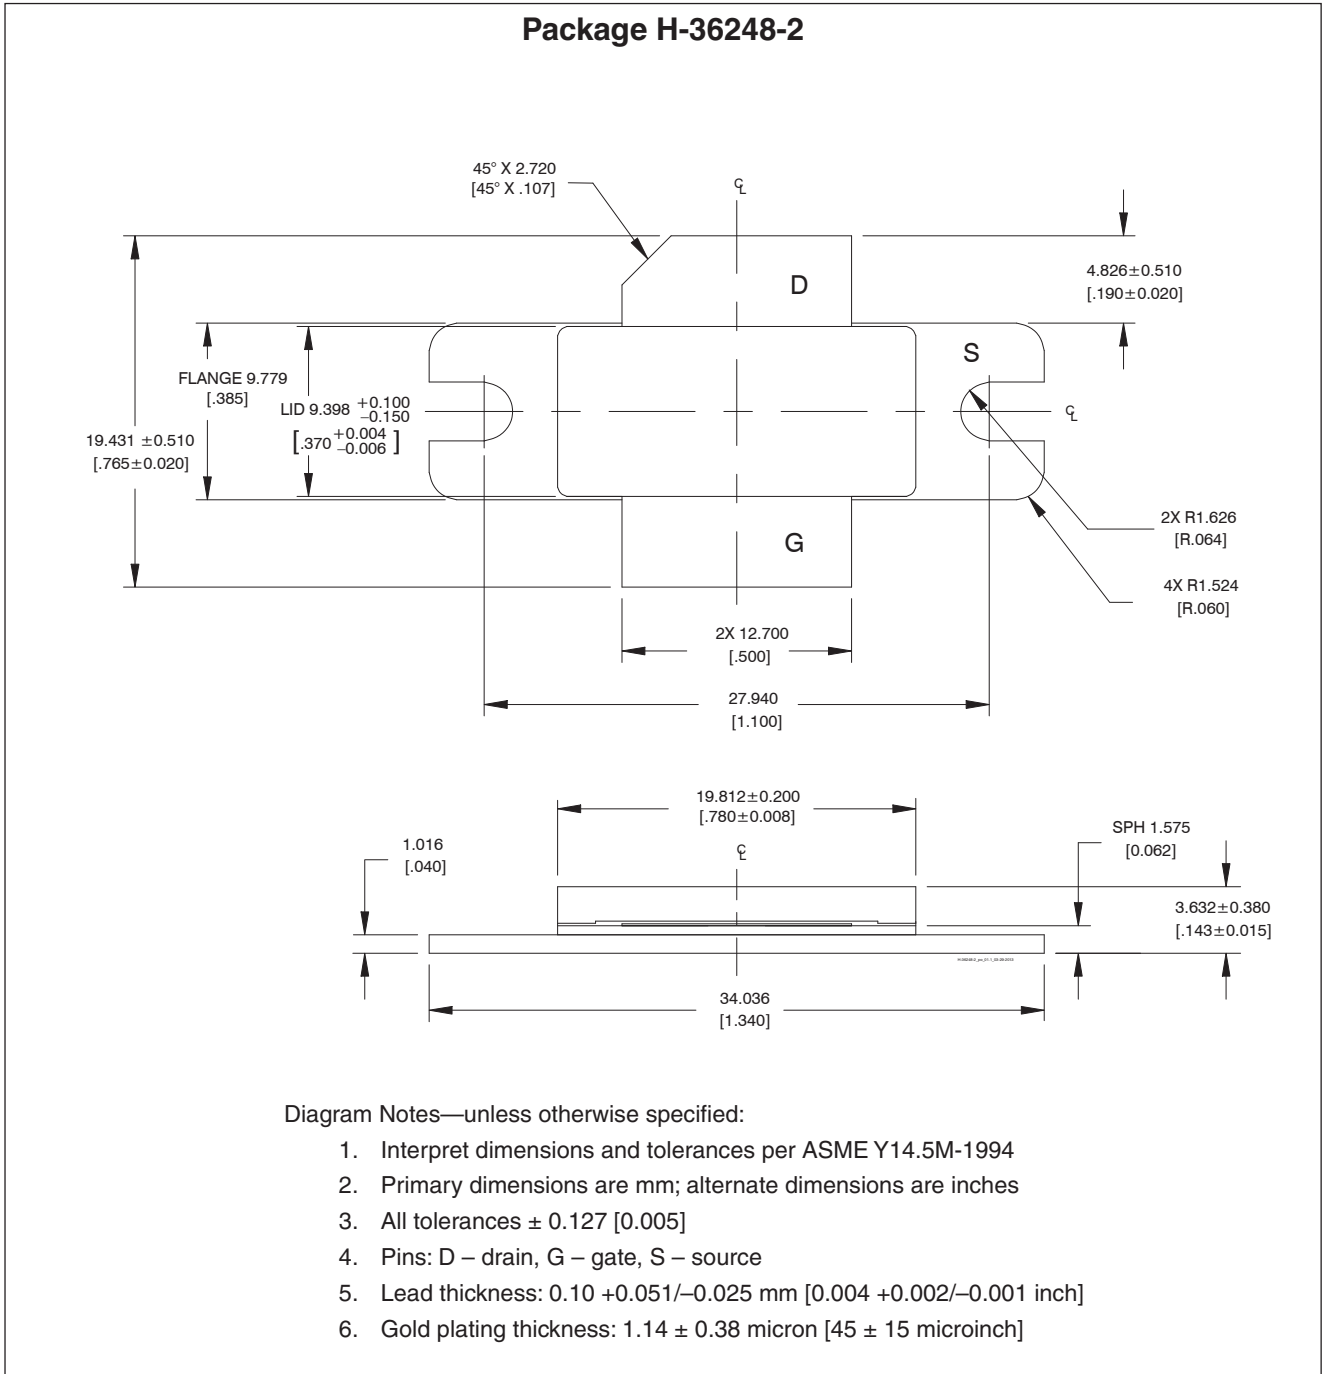 Package H-36248-2
45° X 2.720
[45° X .107]
CL
D
4.826±0.510
[.190±0.020]
S
FLANGE 9.779
[.385]
LID 9.398 +0.100
–0.150
[.370 +0.004
–0.006 ]
CL
19.431 ±0.510
[.765±0.020]
2X R1.626
[R.064]
G
4X R1.524
[R.060]
2X 12.700
[.500]
27.940
[1.100]
19.812±0.200
[.780±0.008]
CL
1.016
[.040]
SPH 1.575
[0.062]
3.632±0.380
[.143±0.015]
34.036
[1.340]
Diagram Notes—unless otherwise specified:
1. Interpret dimensions and tolerances per ASME Y14.5M-1994
2. Primary dimensions are mm; alternate dimensions are inches
3. All tolerances ± 0.127 [0.005]
4. Pins: D – drain, G – gate, S – source
5. Lead thickness: 0.10 +0.051/–0.025 mm [0.004 +0.002/–0.001 inch]
6. Gold plating thickness: 1.14 ± 0.38 micron [45 ± 15 microinch]